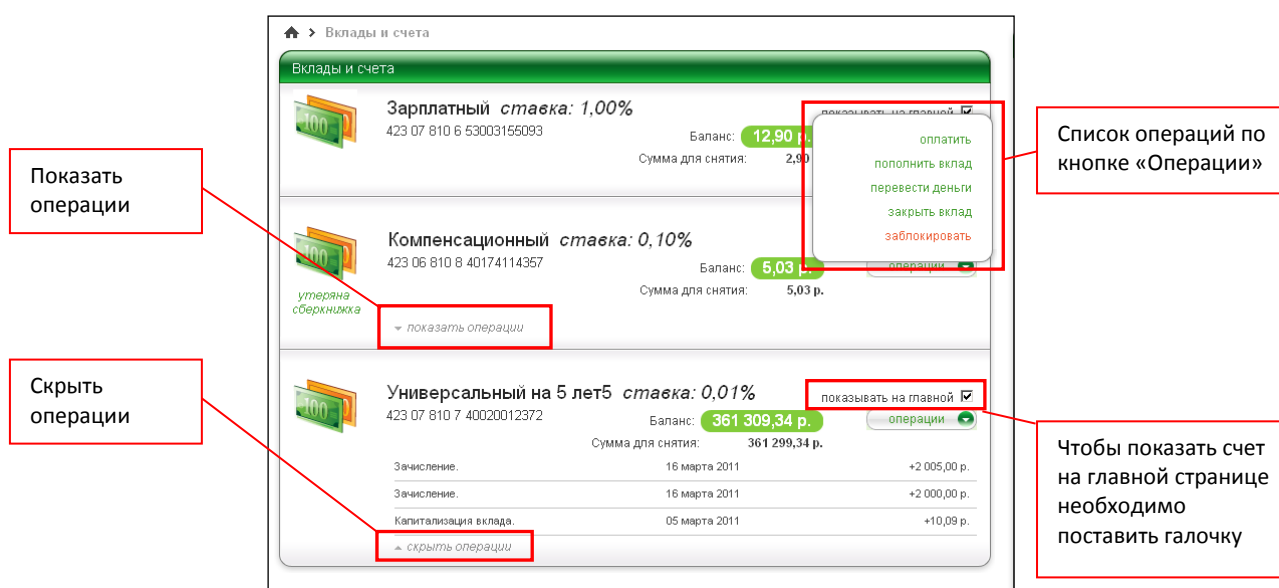 Вклады и счета
Вклады и счета
Зарплатный ставка: 1,00%
показывать на главной
423 07 810 6 53003155093
Баланс: 12,90 р.
Сумма для снятия: 2,90
оплатить
пополнить вклад
перевести деньги
закрыть вклад
заблокировать
Список операций по
кнопке «Операции»
Показать
операции
Компенсационный ставка: 0,10%
423 06 810 8 40174114357
Баланс: 5,03 р.
операции
Сумма для снятия: 5,03 р.
утеряна
сберкнижка
показать операции
Скрыть
операции
Универсальный на 5 лет5 ставка: 0,01%
показывать на главной
423 07 810 7 40020012372
Баланс: 361 309,34 р.
операции
Сумма для снятия: 361 299,34 р.
Зачисление. 16 марта 2011 +2 005,00 р.
Зачисление. 16 марта 2011 +2 000,00 р.
Капитализация вклада. 05 марта 2011 +10,09 р.
скрыть операции
Чтобы показать счет
на главной странице
необходимо
поставить галочку